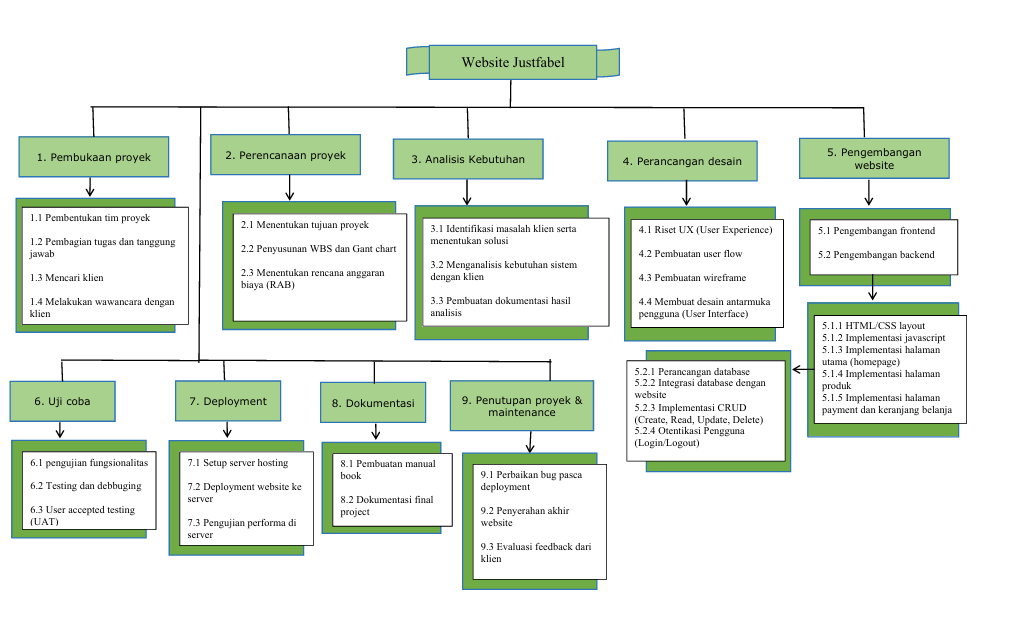 Website Justfabel
1. Pembukaan proyek
2. Perencanaan proyek
3. Analisis Kebutuhan
4. Perancangan desain
5. Pengembangan
website
1.1 Pembentukan tim proyek
1.2 Pembagian tugas dan tanggung
jawab
1.3 Mencari klien
1.4 Melakukan wawancara dengan
klien
2.1 Menentukan tujuan proyek
2.2 Penyusunan WBS dan Gant chart
2.3 Menentukan rencana anggaran
biaya (RAB)
3.1 Identifikasi masalah klien serta
menentukan solusi
3.2 Menganalisis kebutuhan sistem
dengan klien
3.3 Pembuatan dokumentasi hasil
analisis
4.1 Riset UX (User Experience)
4.2 Pembuatan user flow
4.3 Pembuatan wireframe
4.4 Membuat desain antarmuka
pengguna (User Interface)
5.1 Pengembangan frontend
5.2 Pengembangan backend
5.1.1 HTML/CSS layout
5.1.2 Implementasi javascript
5.1.3 Implementasi halaman
utama (homepage)
5.1.4 Implementasi halaman
produk
5.1.5 Implementasi halaman
payment dan keranjang belanja
5.2.1 Perancangan database
5.2.2 Integrasi database dengan
website
5.2.3 Implementasi CRUD
(Create, Read, Update, Delete)
5.2.4 Otentikasi Pengguna
(Login/Logout)
6. Uji coba
7. Deployment
8. Dokumentasi
9. Penutupan proyek &
maintenance
6.1 pengujian fungsionalitas
6.2 Testing dan debbuging
6.3 User accepted testing
(UAT)
7.1 Setup server hosting
7.2 Deployment website ke
server
7.3 Pengujian performa di
server
8.1 Pembuatan manual
book
8.2 Dokumentasi final
project
9.1 Perbaikan bug pasca
deployment
9.2 Penyerahan akhir
website
9.3 Evaluasi feedback dari
klien